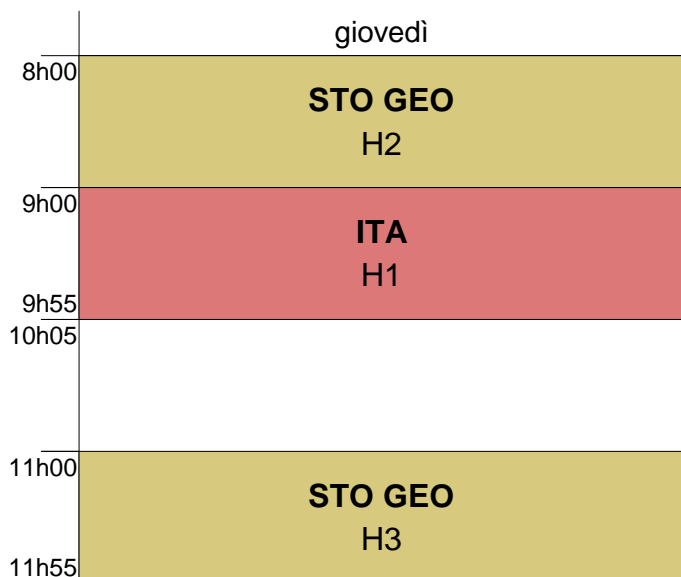 giovedì
8h00
STO GEO
H2
9h00
ITA
H1
9h55
10h05
11h00
STO GEO
H3
11h55